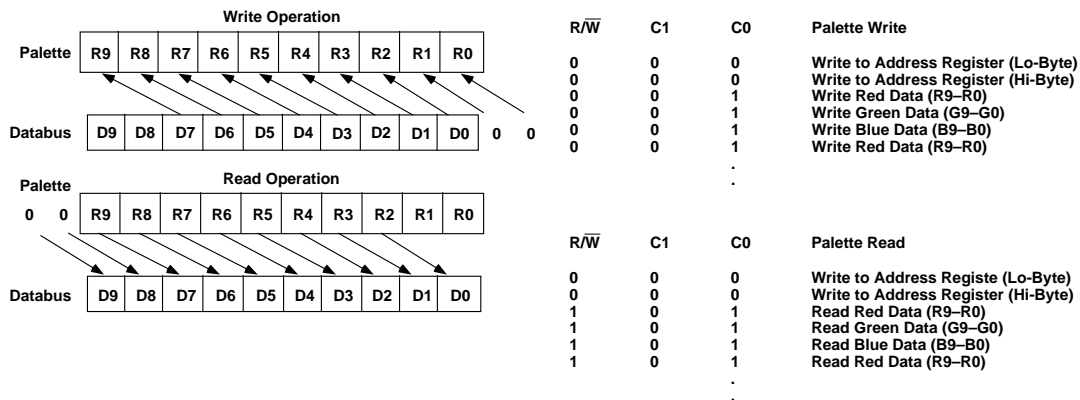 Write Operation
Palette R9 R8 R7 R6 R5 R4 R3 R2 R1 R0
Databus D9 D8 D7 D6 D5 D4 D3 D2 D1 D0 0 0
Read Operation
Palette
0 0 R9 R8 R7 R6 R5 R4 R3 R2 R1 R0
Databus D9 D8 D7 D6 D5 D4 D3 D2 D1 D0
R/W̅ C1 C0 Palette Write
0 0 0 Write to Address Register (Lo-Byte)
0 0 0 Write to Address Register (Hi-Byte)
0 0 1 Write Red Data (R9–R0)
0 0 1 Write Green Data (G9–G0)
0 0 1 Write Blue Data (B9–B0)
0 0 1 Write Red Data (R9–R0)
.
.
R/W̅ C1 C0 Palette Read
0 0 0 Write to Address Registe (Lo-Byte)
0 0 0 Write to Address Register (Hi-Byte)
1 0 1 Read Red Data (R9–R0)
1 0 1 Read Green Data (G9–G0)
1 0 1 Read Blue Data (B9–B0)
1 0 1 Read Red Data (R9–R0)
.
.